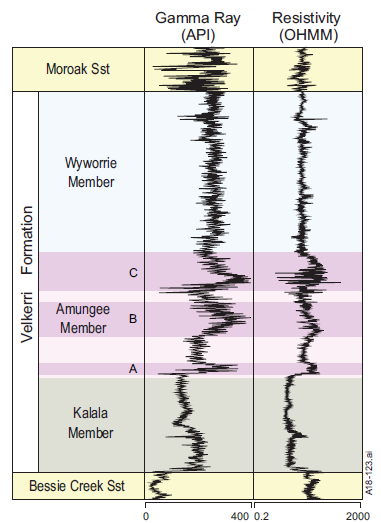 Gamma Ray
(API)
Resistivity
(OHMM)
Moroak Sst
Velkerri Formation
Wyworrie
Member
C
Amungee
Member
B
A
Kalala
Member
Bessie Creek Sst
0
400
0.2
2000
A18-123.ai